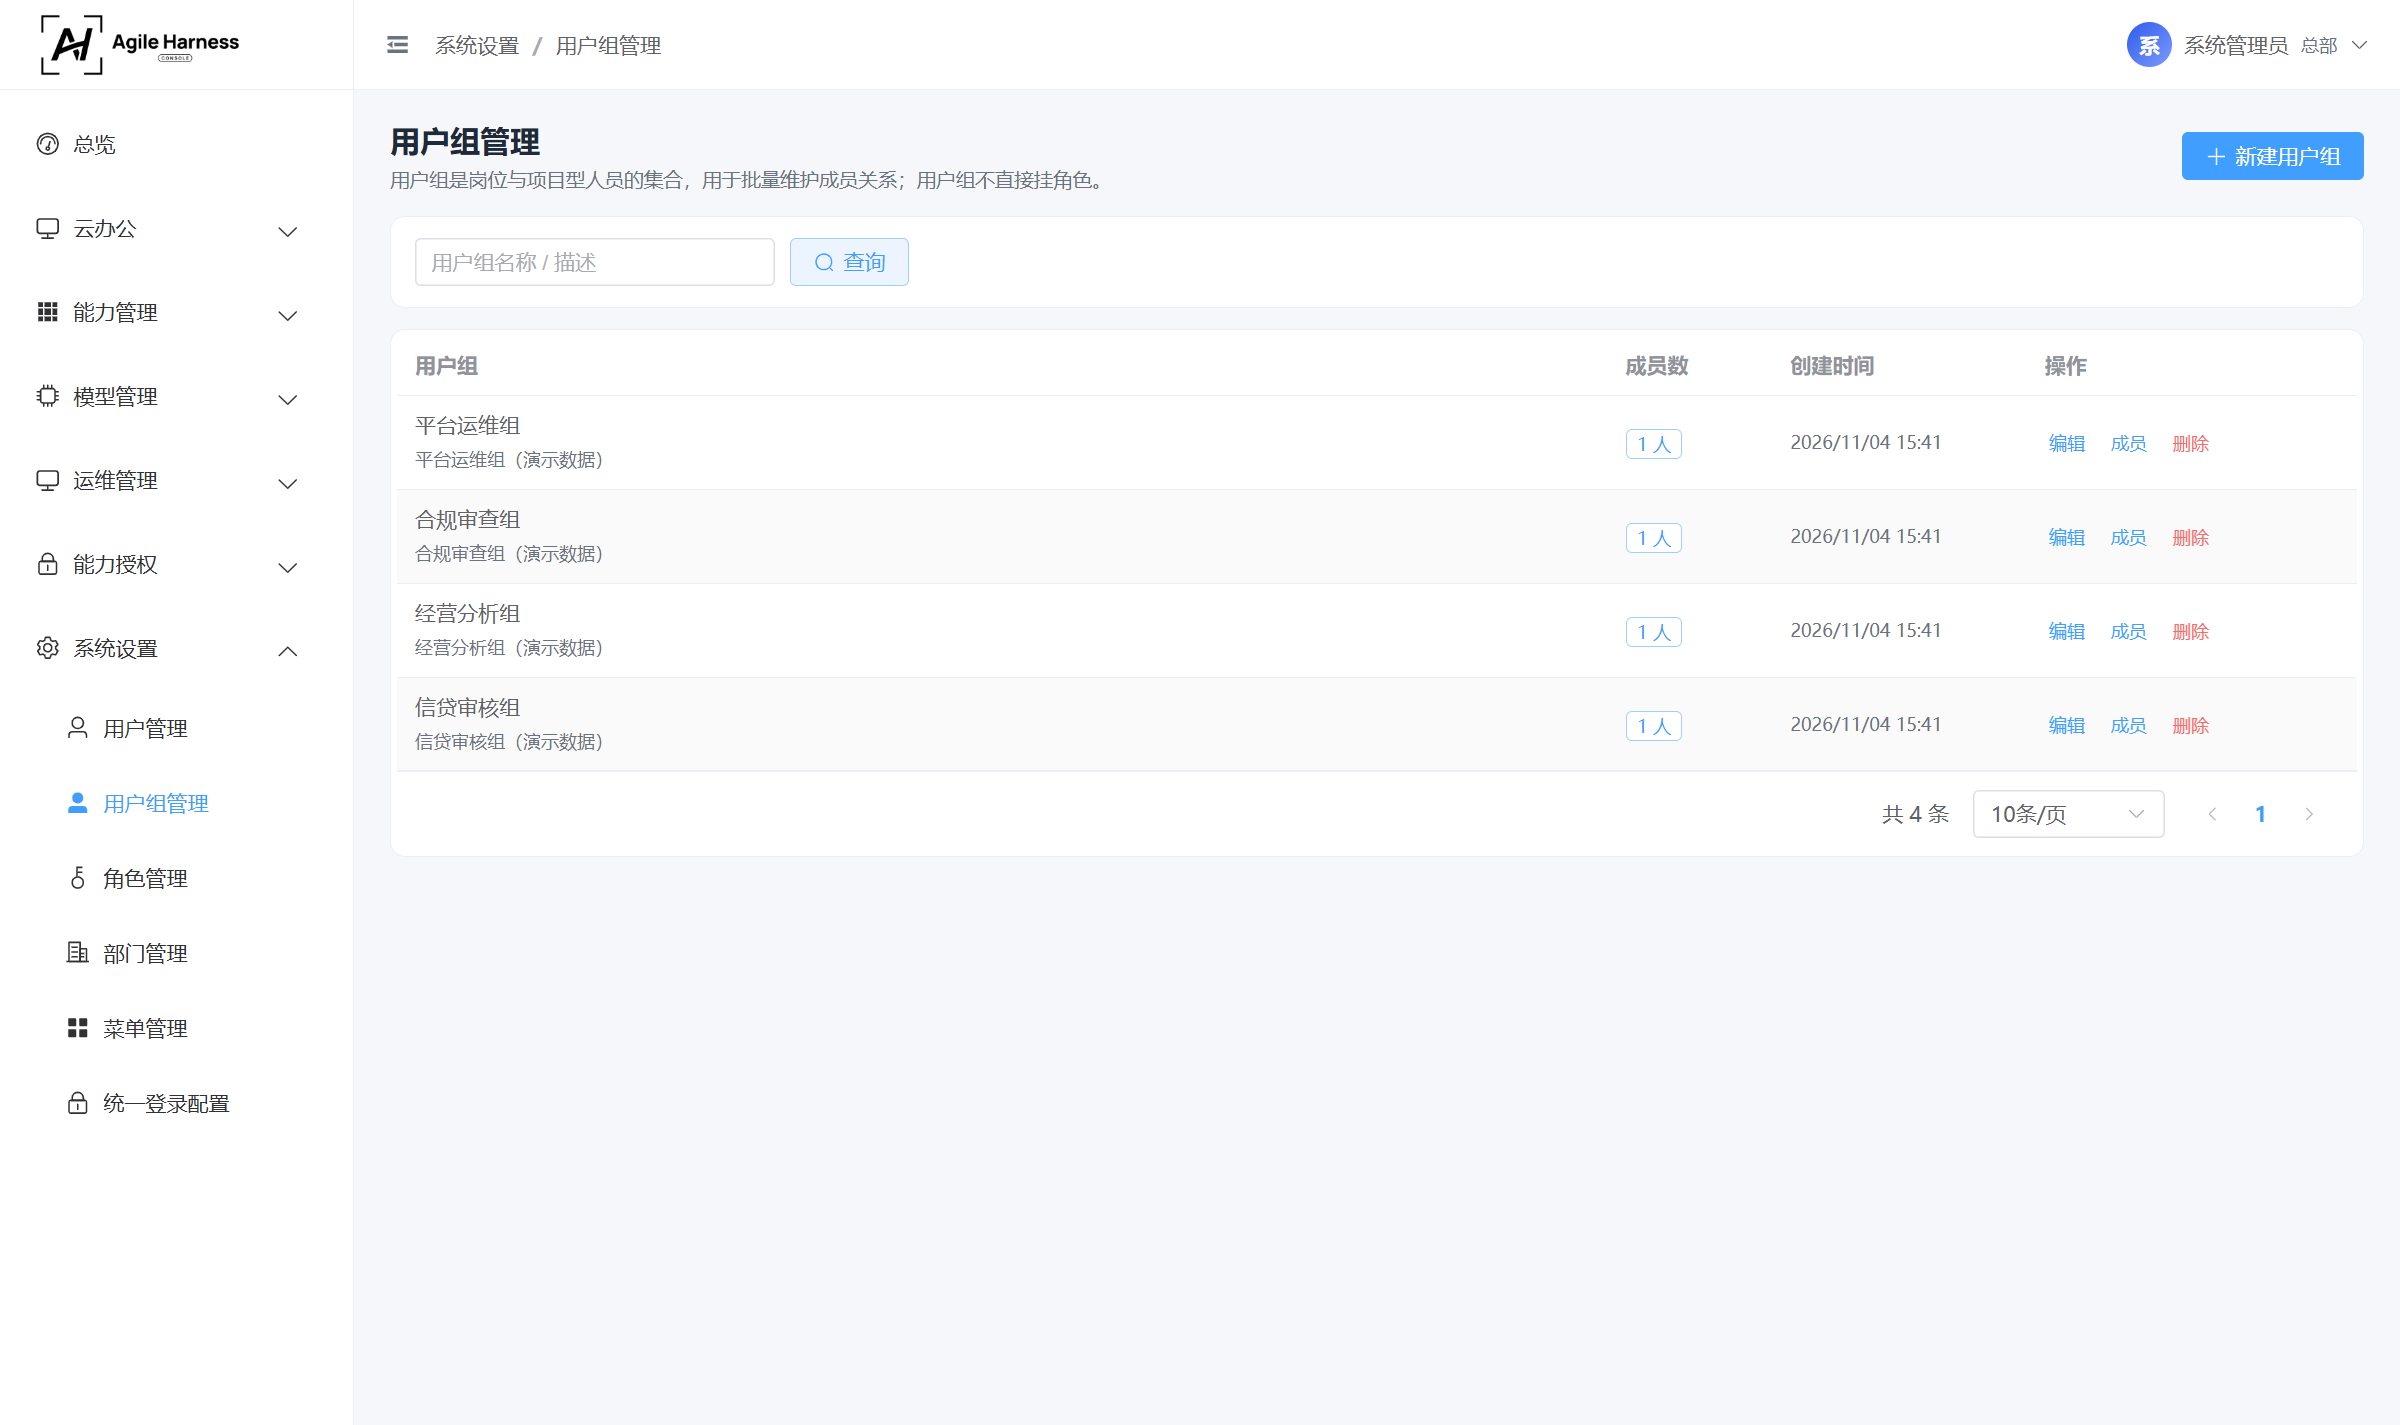 Agile Harness
CONSOLE
系统设置 / 用户组管理
系 系统管理员 总部
总览
云办公
能力管理
模型管理
运维管理
能力授权
系统设置
用户管理
用户组管理
角色管理
部门管理
菜单管理
统一登录配置
用户组管理
用户组是岗位与项目型人员的集合，用于批量维护成员关系；用户组不直接挂角色。
新建用户组
用户组名称 / 描述 查询
用户组 成员数 创建时间 操作
平台运维组
平台运维组（演示数据）
1 人 2026/11/04 15:41 编辑 成员 删除
合规审查组
合规审查组（演示数据）
1 人 2026/11/04 15:41 编辑 成员 删除
经营分析组
经营分析组（演示数据）
1 人 2026/11/04 15:41 编辑 成员 删除
信贷审核组
信贷审核组（演示数据）
1 人 2026/11/04 15:41 编辑 成员 删除
共 4 条 10条/页 1